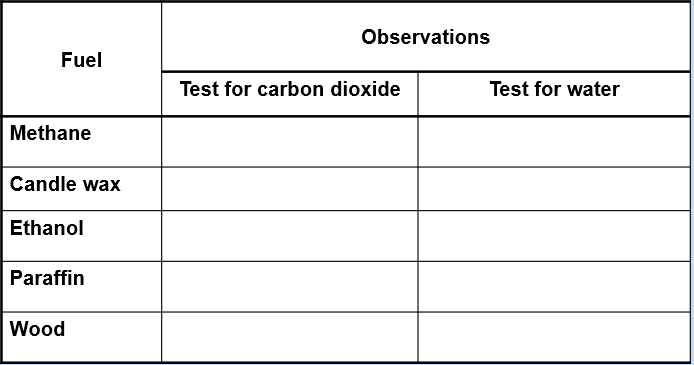 Fuel
Observations
Test for carbon dioxide
Test for water
Methane
Candle wax
Ethanol
Paraffin
Wood